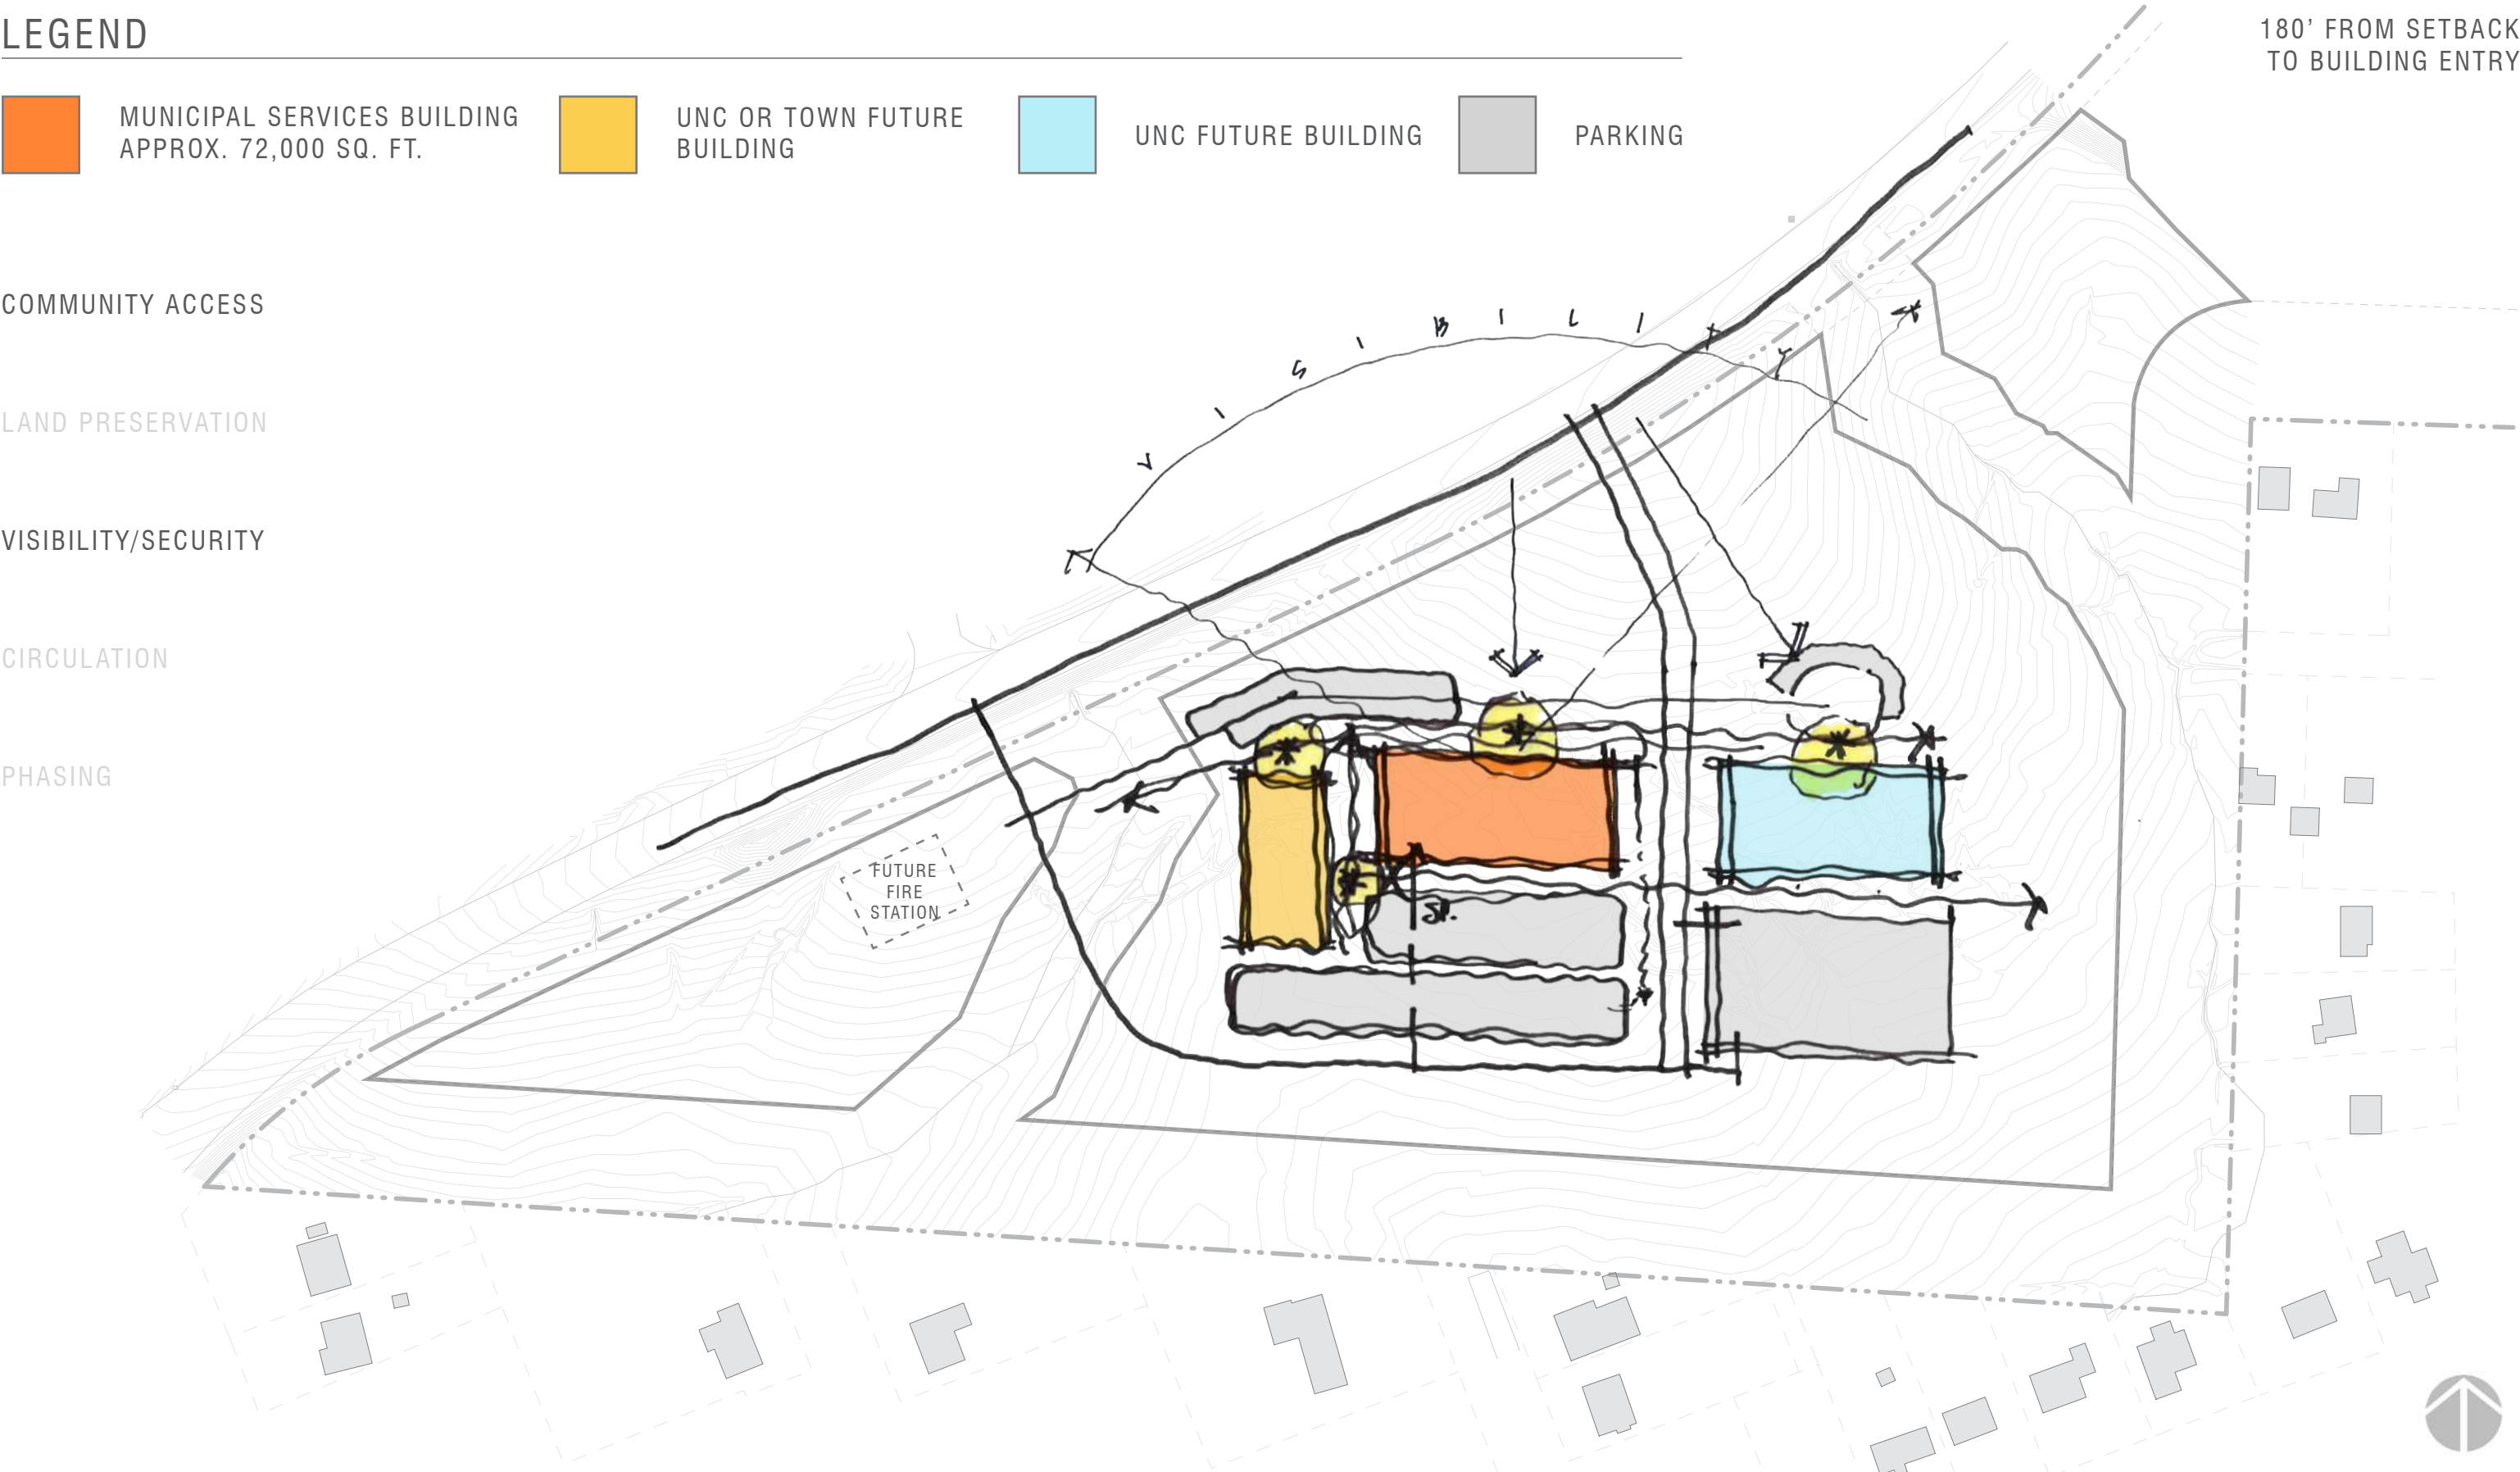 LEGEND
180' FROM SETBACK
TO BUILDING ENTRY
MUNICIPAL SERVICES BUILDING
APPROX. 72,000 SQ. FT.
UNC OR TOWN FUTURE
BUILDING
UNC FUTURE BUILDING
PARKING
COMMUNITY ACCESS
LAND PRESERVATION
VISIBILITY/SECURITY
CIRCULATION
PHASING
VISIBILITY
FUTURE
FIRE
STATION